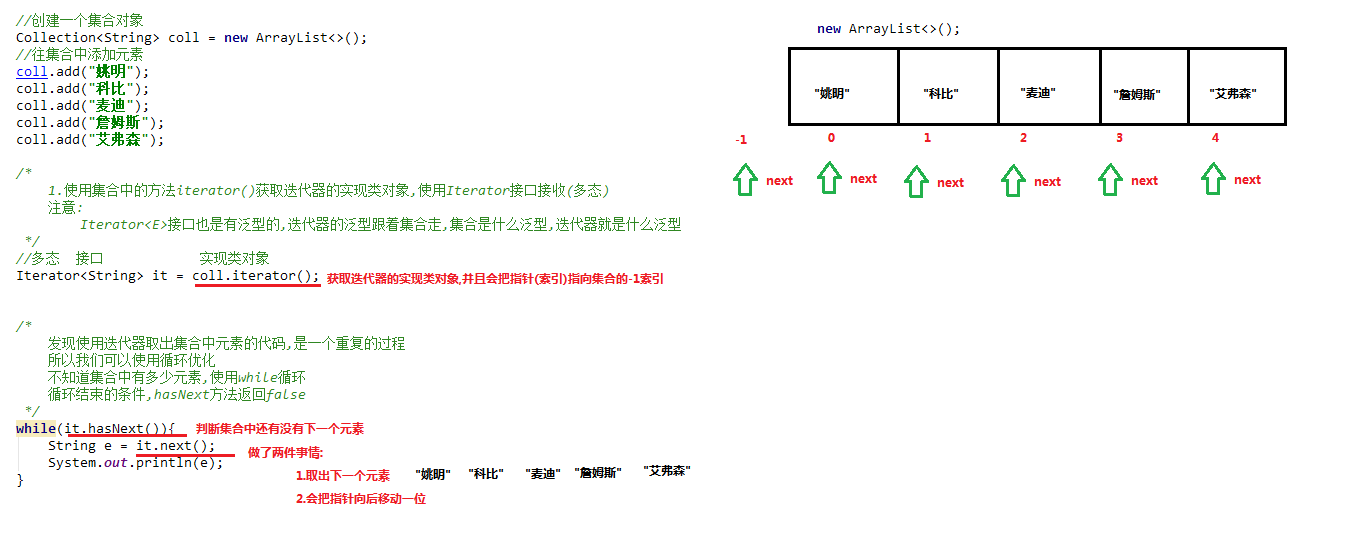 //创建一个集合对象
Collection<String> coll = new ArrayList<>();
//往集合中添加元素
coll.add("姚明");
coll.add("科比");
coll.add("麦迪");
coll.add("詹姆斯");
coll.add("艾弗森");
/*
1.使用集合中的方法iterator()获取迭代器的实现类对象,使用Iterator接口接收(多态)
注意:
Iterator<E>接口也是有泛型的,迭代器的泛型跟着集合走,集合是什么泛型,迭代器就是什么泛型
*/
//多态 接口 实现类对象
Iterator<String> it = coll.iterator(); 获取迭代器的实现类对象,并且会把指针(索引)指向集合的-1索引
/*
发现使用迭代器取出集合中元素的代码,是一个重复的过程
所以我们可以使用循环优化
不知道集合中有多少元素,使用while循环
循环结束的条件,hasNext方法返回false
*/
while(it.hasNext()){ 判断集合中还有没有下一个元素
String e = it.next(); 做了两件事情:
System.out.println(e);
1.取出下一个元素 "姚明" "科比" "麦迪" "詹姆斯" "艾弗森"
}
2.会把指针向后移动一位
new ArrayList<>();
"姚明" "科比" "麦迪" "詹姆斯" "艾弗森"
-1 0 1 2 3 4
next next next next next next